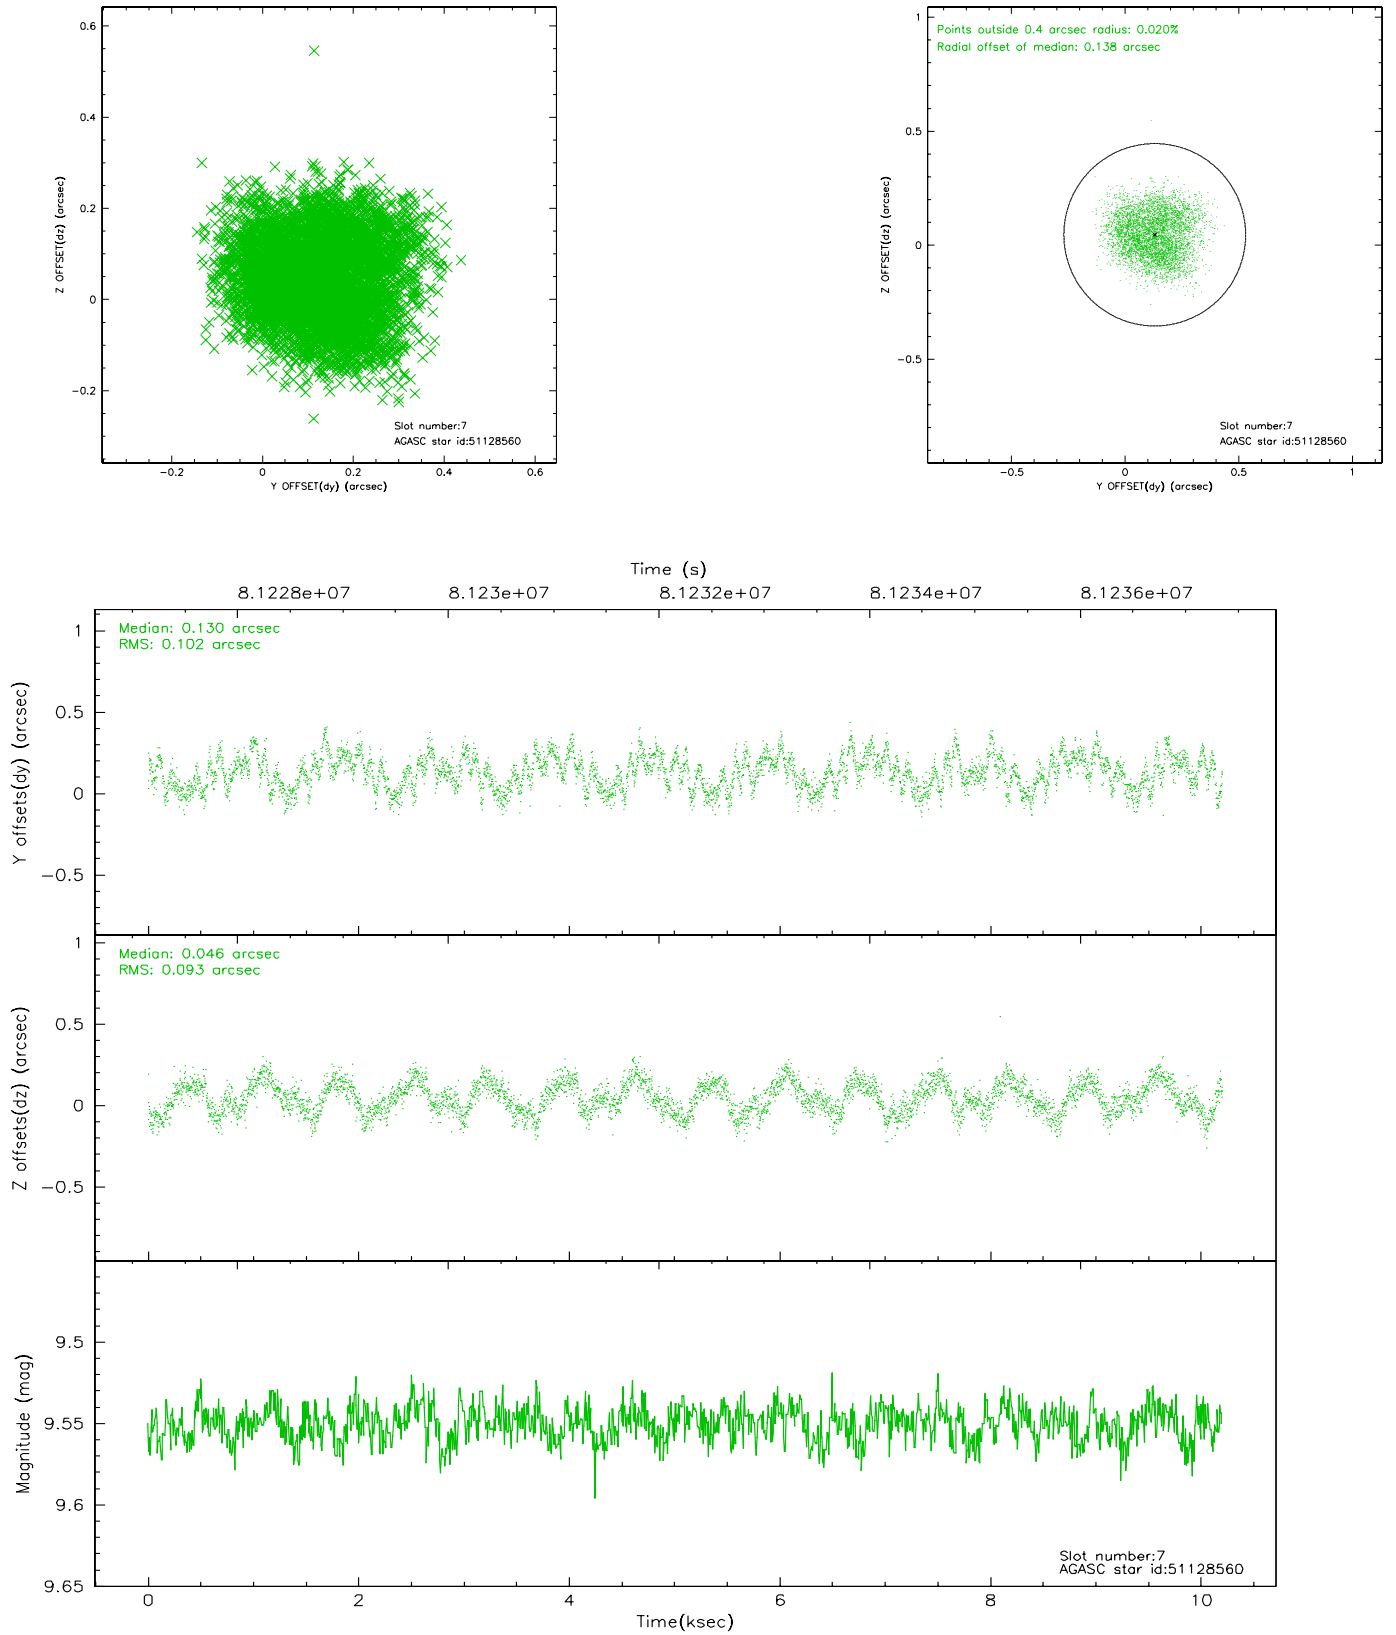 0.6
0.4
0.2
0
−0.2
Z OFFSET(dz) (arcsec)
Slot number:7
AGASC star id:51128560
−0.2 0 0.2 0.4 0.6
Y OFFSET(dy) (arcsec)
Points outside 0.4 arcsec radius: 0.020%
Radial offset of median: 0.138 arcsec
1
0.5
0
−0.5
Z OFFSET(dz) (arcsec)
Slot number:7
AGASC star id:51128560
−0.5 0 0.5 1
Y OFFSET(dy) (arcsec)
Time (s)
8.1228e+07 8.123e+07 8.1232e+07 8.1234e+07 8.1236e+07
Median: 0.130 arcsec
RMS: 0.102 arcsec
1
0.5
0
−0.5
Y offsets(dy) (arcsec)
Median: 0.046 arcsec
RMS: 0.093 arcsec
1
0.5
0
−0.5
Z offsets(dz) (arcsec)
9.5
9.55
9.6
9.65
Magnitude (mag)
Slot number:7
AGASC star id:51128560
0 2 4 6 8 10
Time(ksec)